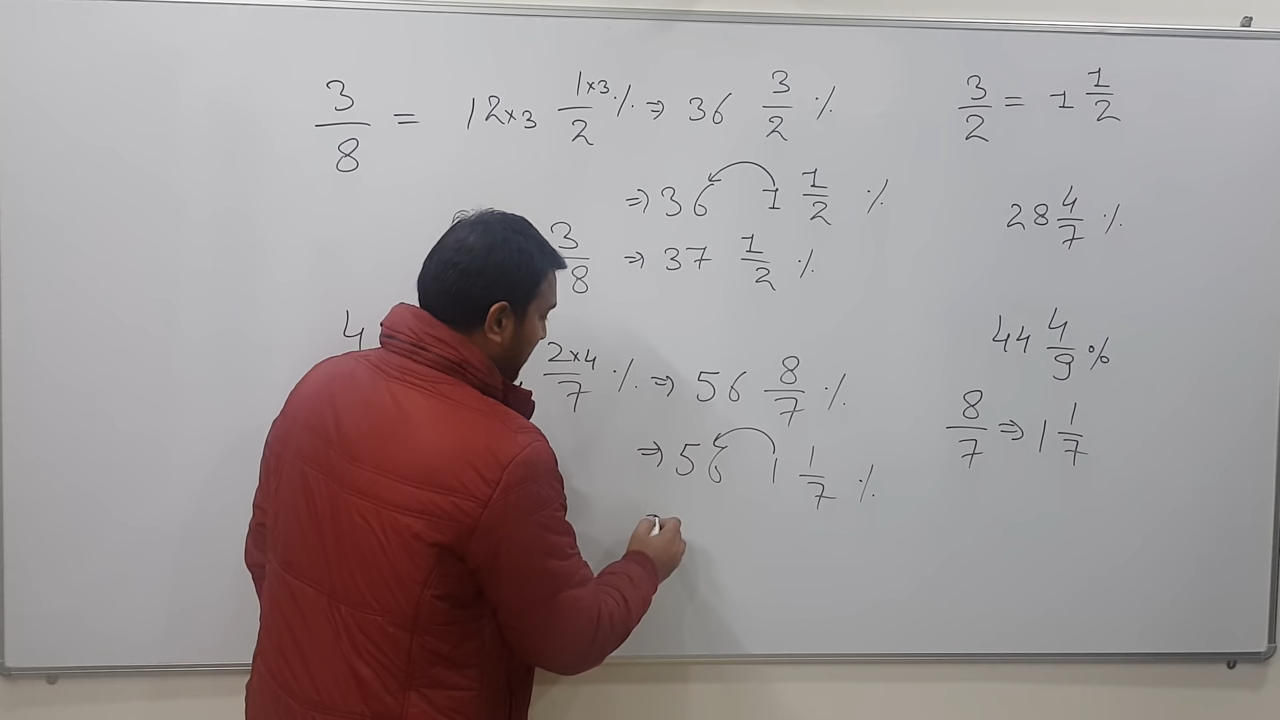 3/8 = 12×3 1×3/2 % ⇒ 36 3/2 %
⇒ 36 1 1/2 %
3/8 ⇒ 37 1/2 %
4
2×4/7 % ⇒ 56 8/7 %
⇒ 56 1 1/7 %
3/2 = 1 1/2
28 4/7 %
44 4/9 %
8/7 ⇒ 1 1/7